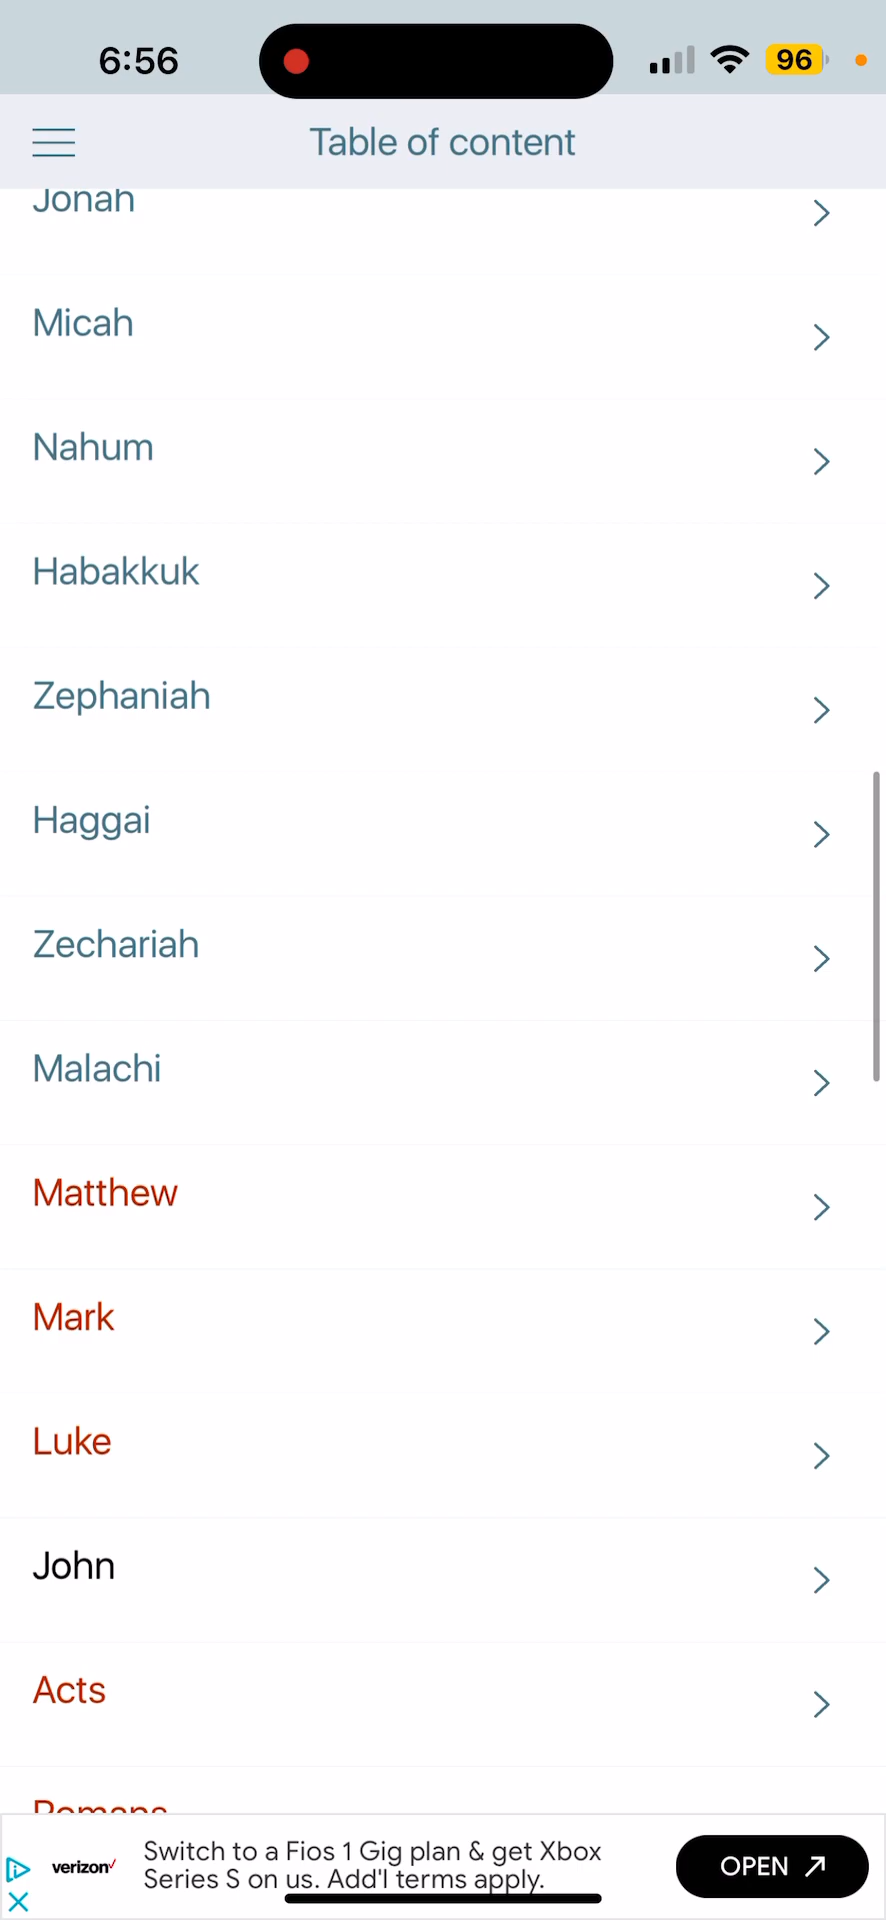 6:56
96
Table of content
Jonah
Micah
Nahum
Habakkuk
Zephaniah
Haggai
Zechariah
Malachi
Matthew
Mark
Luke
John
Acts
Romans
verizon
Switch to a Fios 1 Gig plan & get Xbox
Series S on us. Add'l terms apply.
OPEN